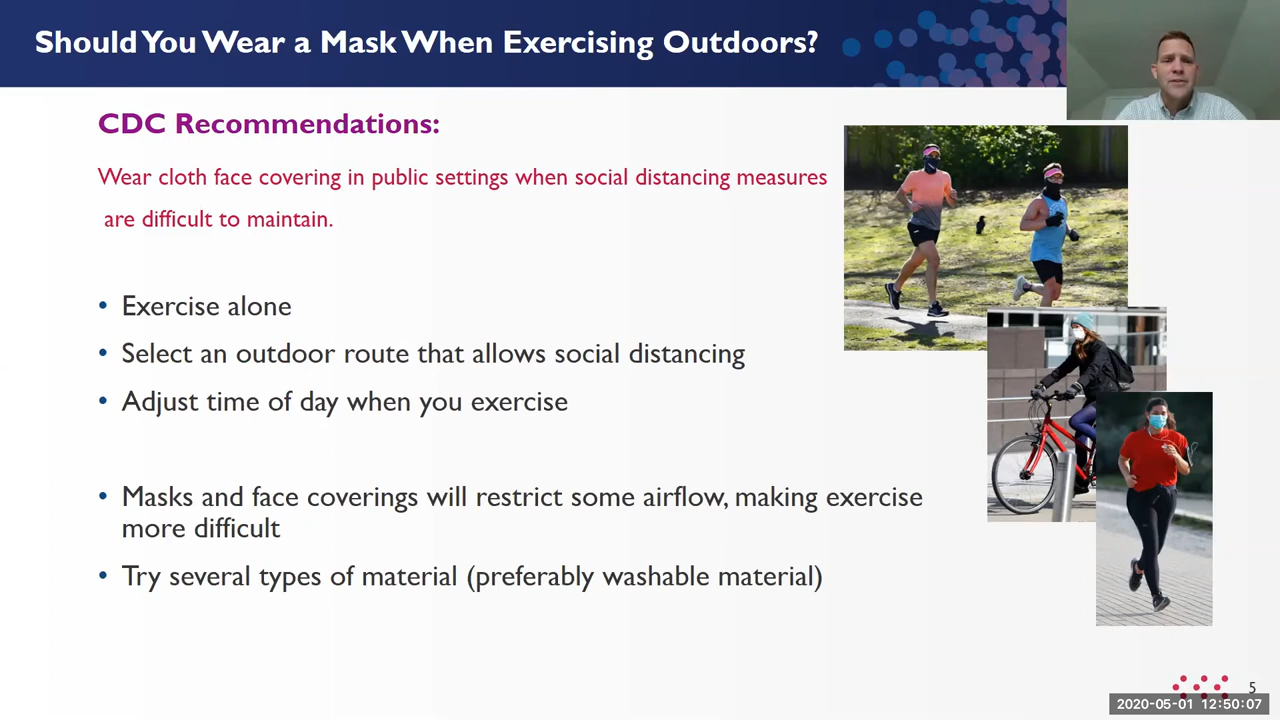 Should You Wear a Mask When Exercising Outdoors?
CDC Recommendations:
Wear cloth face covering in public settings when social distancing measures
are difficult to maintain.
• Exercise alone
• Select an outdoor route that allows social distancing
• Adjust time of day when you exercise
• Masks and face coverings will restrict some airflow, making exercise
more difficult
• Try several types of material (preferably washable material)
5
2020-05-01 12:50:07